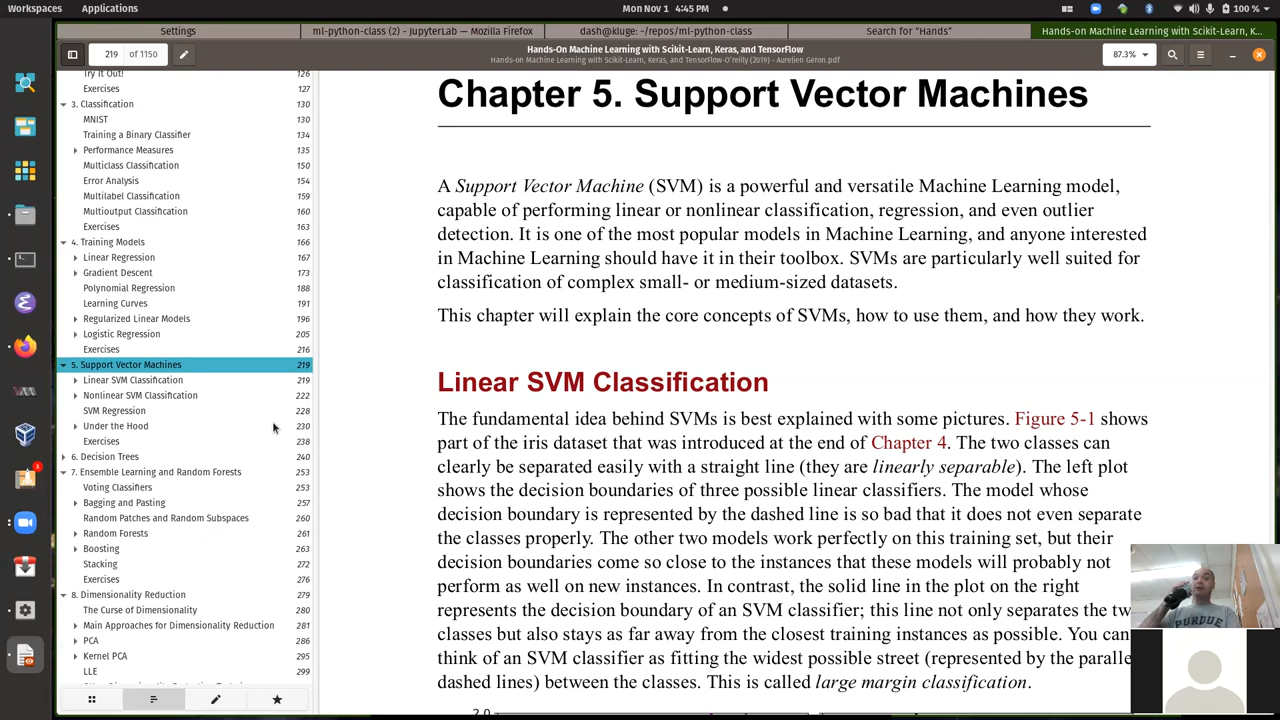 Workspaces Applications Mon Nov 1 4:45 PM 100 %
Settings ml-python-class (2) - JupyterLab — Mozilla Firefox dash@kluge: ~/repos/ml-python-class Search for “Hands” Hands-on Machine Learning with Scikit-Learn, K...
219 of 1150 Hands-On Machine Learning with Scikit-Learn, Keras, and TensorFlow 87.3%
Hands-on Machine Learning with Scikit-Learn, Keras, and TensorFlow-O'reilly (2019) - Aurelien Geron.pdf
Try It Out! 126
Exercises 127
3. Classification 130
MNIST 130
Training a Binary Classifier 134
Performance Measures 135
Multiclass Classification 150
Error Analysis 154
Multilabel Classification 159
Multioutput Classification 160
Exercises 163
4. Training Models 166
Linear Regression 167
Gradient Descent 173
Polynomial Regression 188
Learning Curves 191
Regularized Linear Models 196
Logistic Regression 205
Exercises 216
5. Support Vector Machines 219
Linear SVM Classification 219
Nonlinear SVM Classification 222
SVM Regression 228
Under the Hood 230
Exercises 238
6. Decision Trees 240
7. Ensemble Learning and Random Forests 253
Voting Classifiers 253
Bagging and Pasting 257
Random Patches and Random Subspaces 260
Random Forests 261
Boosting 263
Stacking 272
Exercises 276
8. Dimensionality Reduction 279
The Curse of Dimensionality 280
Main Approaches for Dimensionality Reduction 281
PCA 286
Kernel PCA 295
LLE 299
Chapter 5. Support Vector Machines
A Support Vector Machine (SVM) is a powerful and versatile Machine Learning model,
capable of performing linear or nonlinear classification, regression, and even outlier
detection. It is one of the most popular models in Machine Learning, and anyone interested
in Machine Learning should have it in their toolbox. SVMs are particularly well suited for
classification of complex small- or medium-sized datasets.
This chapter will explain the core concepts of SVMs, how to use them, and how they work.
Linear SVM Classification
The fundamental idea behind SVMs is best explained with some pictures. Figure 5-1 shows
part of the iris dataset that was introduced at the end of Chapter 4. The two classes can
clearly be separated easily with a straight line (they are linearly separable). The left plot
shows the decision boundaries of three possible linear classifiers. The model whose
decision boundary is represented by the dashed line is so bad that it does not even separate
the classes properly. The other two models work perfectly on this training set, but their
decision boundaries come so close to the instances that these models will probably not
perform as well on new instances. In contrast, the solid line in the plot on the right
represents the decision boundary of an SVM classifier; this line not only separates the tw
classes but also stays as far away from the closest training instances as possible. You can
think of an SVM classifier as fitting the widest possible street (represented by the paralle
dashed lines) between the classes. This is called large margin classification.
2.0
PURDUE